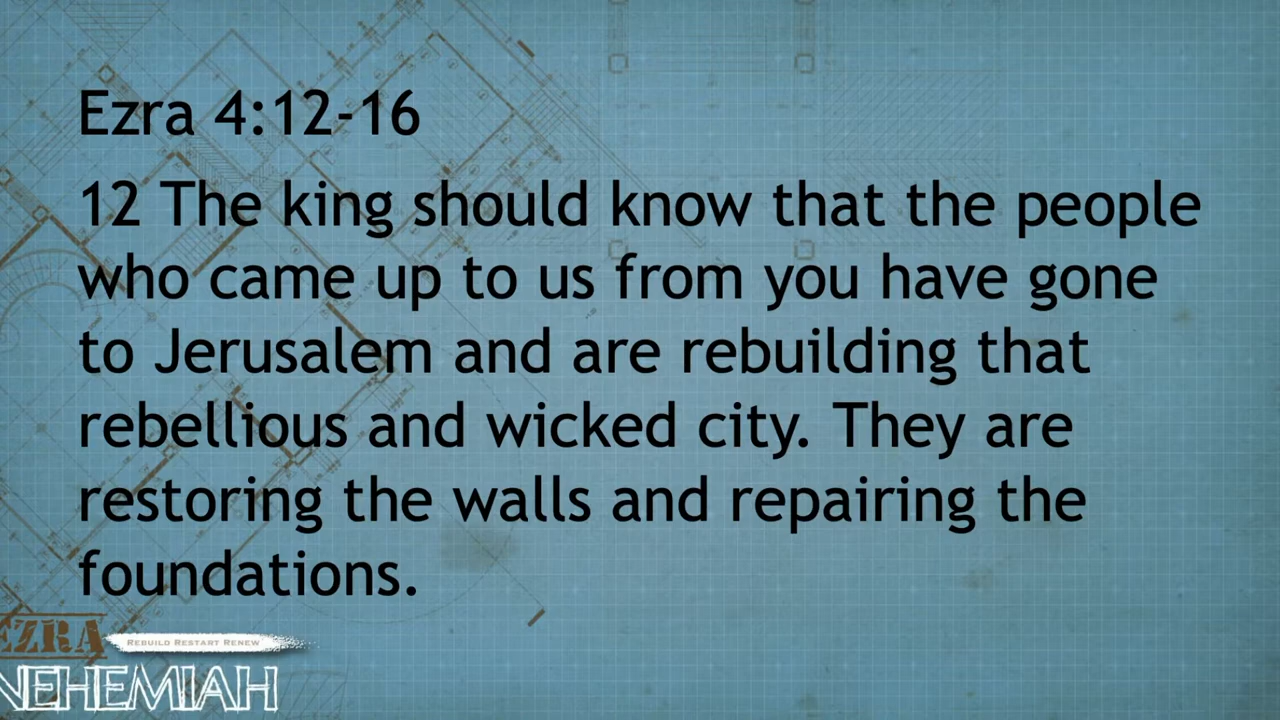 Ezra 4:12-16
12 The king should know that the people
who came up to us from you have gone
to Jerusalem and are rebuilding that
rebellious and wicked city. They are
restoring the walls and repairing the
foundations.
EZRA
REBUILD RESTART RENEW
NEHEMIAH